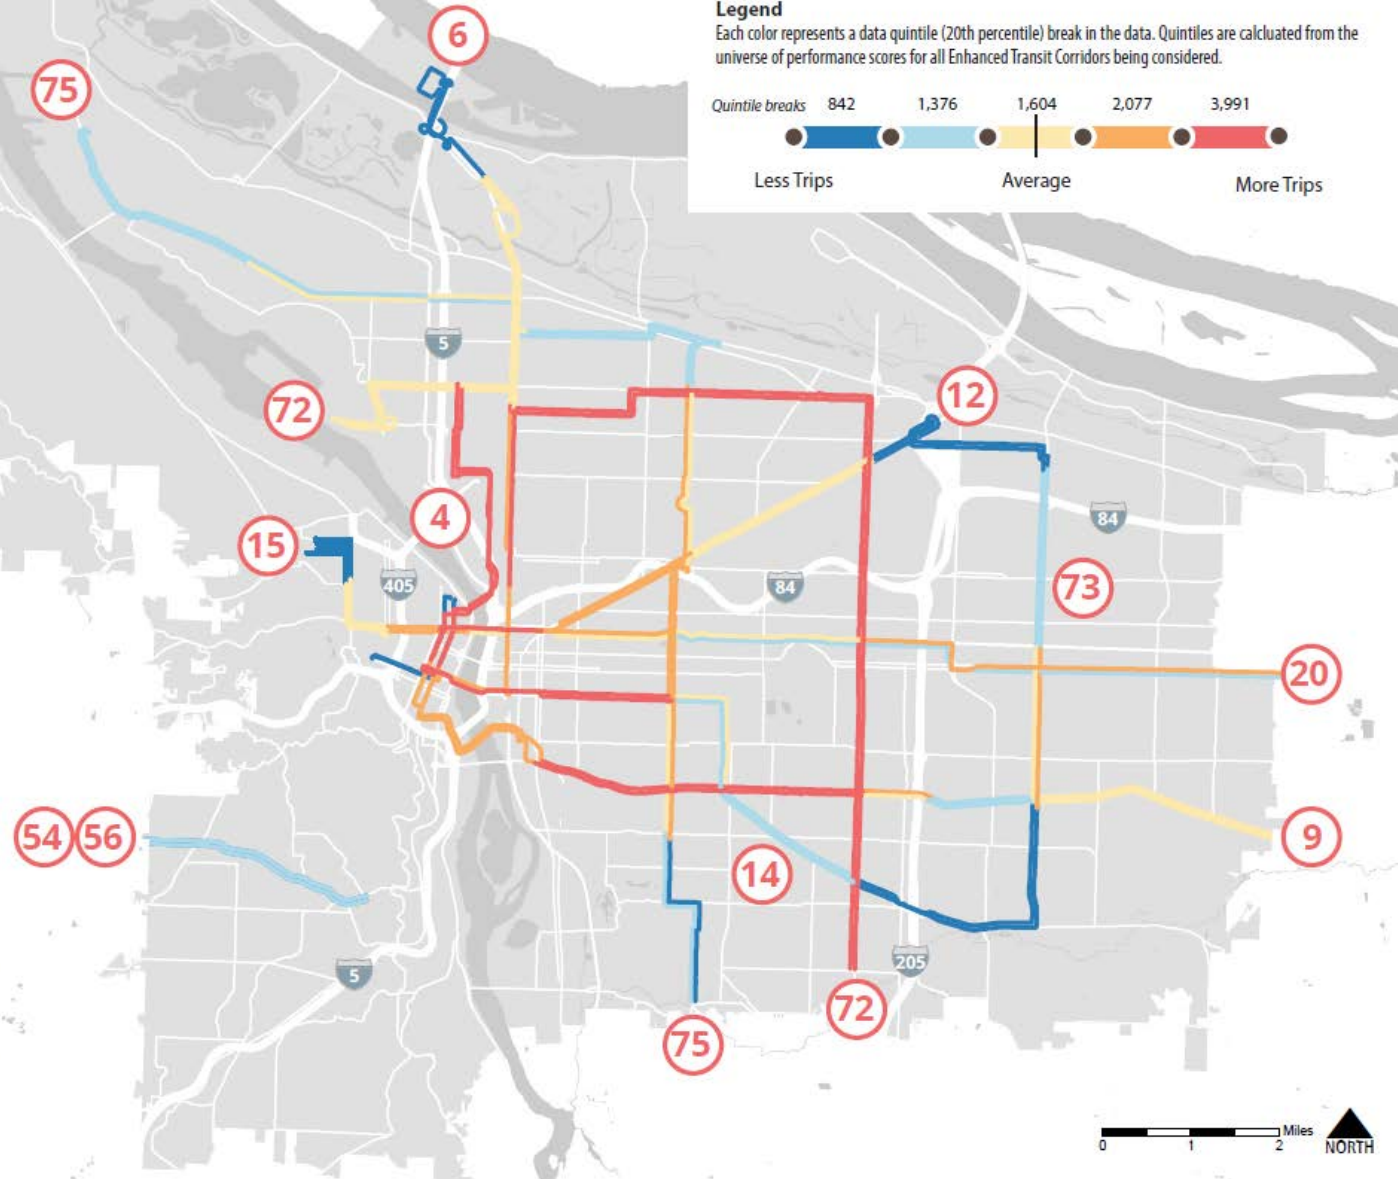 Legend
Each color represents a data quintile (20th percentile) break in the data. Quintiles are calcluated from the
universe of performance scores for all Enhanced Transit Corridors being considered.
Quintile breaks 842 1,376 1,604 2,077 3,991
Less Trips Average More Trips
6
75
5
72
12
4
15
84
405
84
73
20
54 56
9
14
5
205
72
75
0 1 2 Miles
NORTH